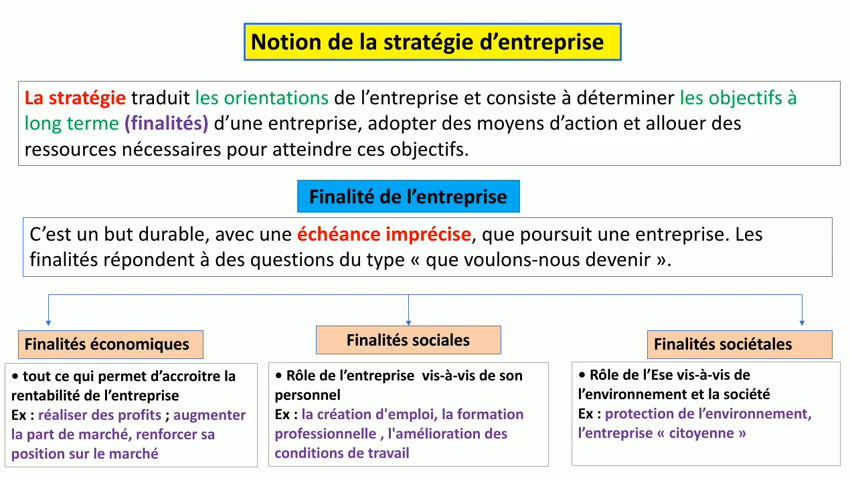 Notion de la stratégie d'entreprise
La stratégie traduit les orientations de l'entreprise et consiste à déterminer les objectifs à
long terme (finalités) d'une entreprise, adopter des moyens d'action et allouer des
ressources nécessaires pour atteindre ces objectifs.
Finalité de l'entreprise
C'est un but durable, avec une échéance imprécise, que poursuit une entreprise. Les
finalités répondent à des questions du type « que voulons-nous devenir ».
Finalités économiques
• tout ce qui permet d'accroitre la
rentabilité de l'entreprise
Ex : réaliser des profits ; augmenter
la part de marché, renforcer sa
position sur le marché
Finalités sociales
• Rôle de l'entreprise vis-à-vis de son
personnel
Ex : la création d'emploi, la formation
professionnelle , l'amélioration des
conditions de travail
Finalités sociétales
• Rôle de l'Ese vis-à-vis de
l'environnement et la société
Ex : protection de l'environnement,
l'entreprise « citoyenne »